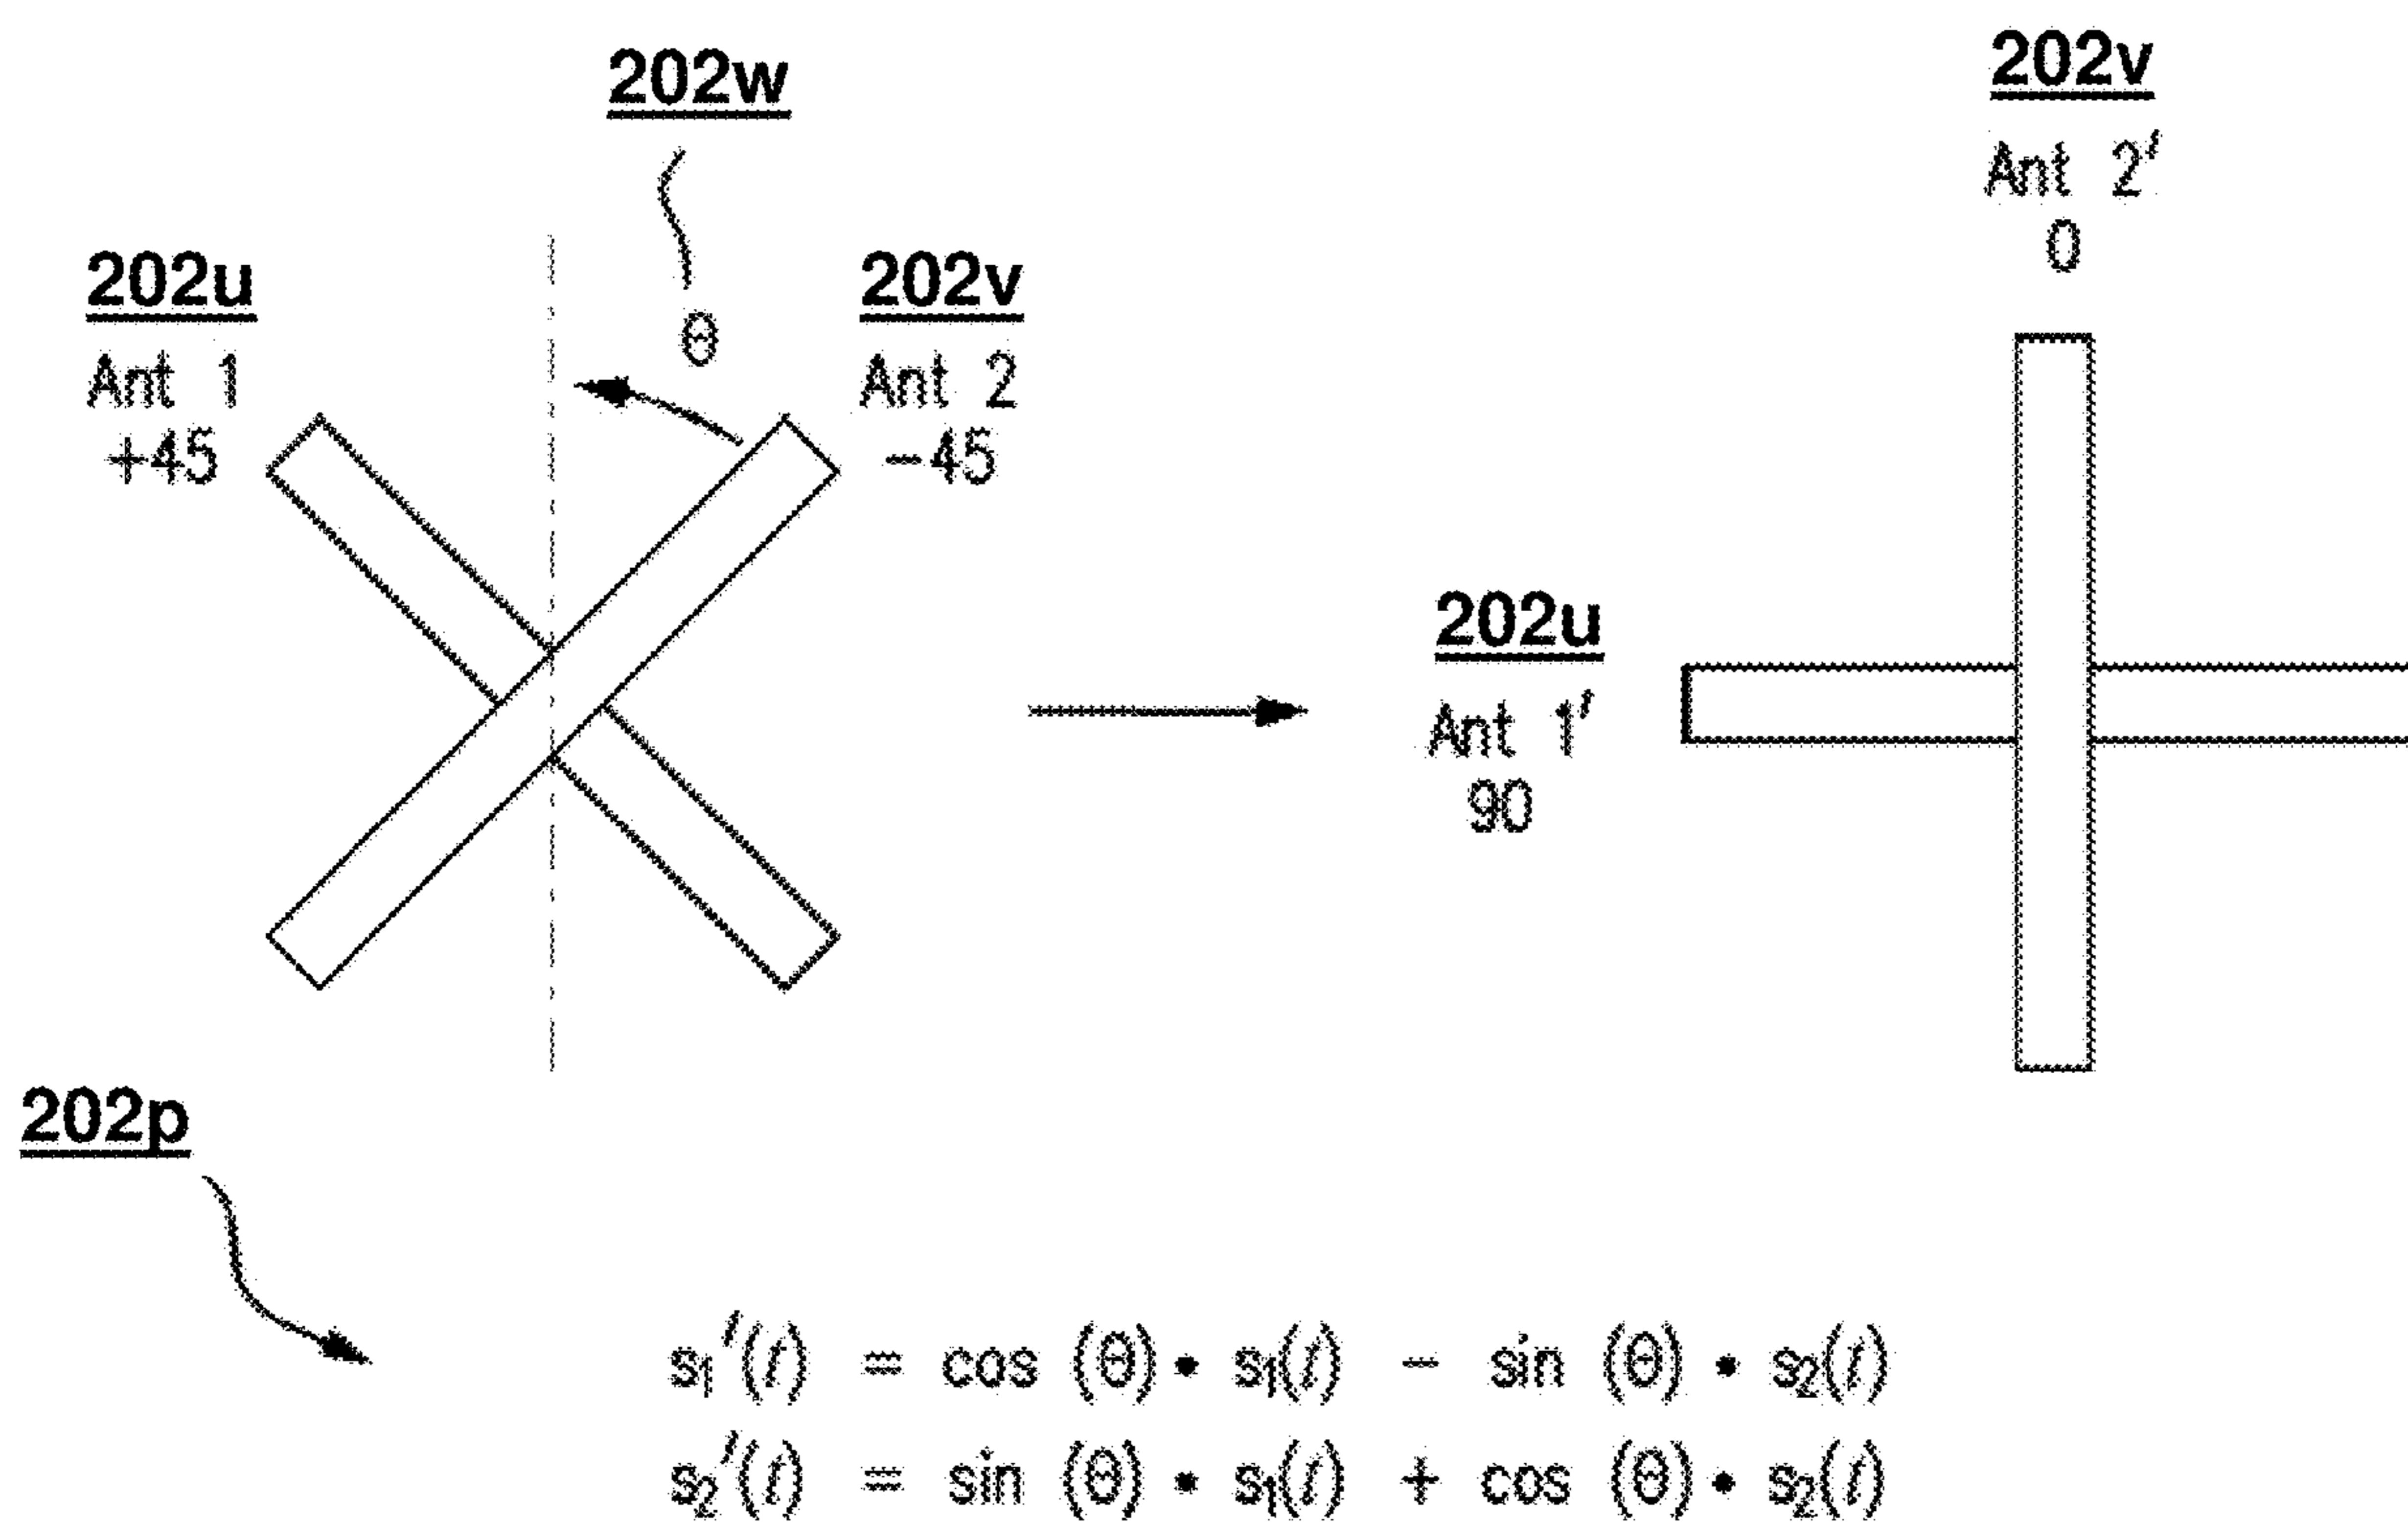 202w
202v
Ant 2′
0
202u
Ant 1
+45
θ
202v
Ant 2
−45
202u
Ant 1′
90
202p
s₁′(t) = cos (θ) • s₁(t) − sin (θ) • s₂(t)
s₂′(t) = sin (θ) • s₁(t) + cos (θ) • s₂(t)